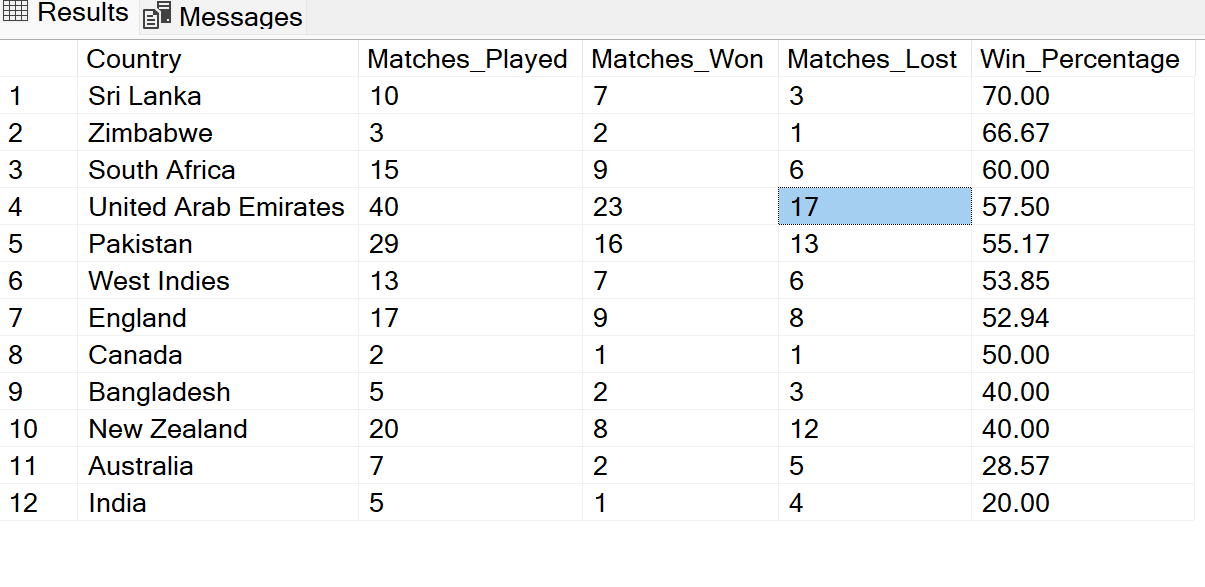 Results Messages
Country Matches_Played Matches_Won Matches_Lost Win_Percentage
1 Sri Lanka 10 7 3 70.00
2 Zimbabwe 3 2 1 66.67
3 South Africa 15 9 6 60.00
4 United Arab Emirates 40 23 17 57.50
5 Pakistan 29 16 13 55.17
6 West Indies 13 7 6 53.85
7 England 17 9 8 52.94
8 Canada 2 1 1 50.00
9 Bangladesh 5 2 3 40.00
10 New Zealand 20 8 12 40.00
11 Australia 7 2 5 28.57
12 India 5 1 4 20.00